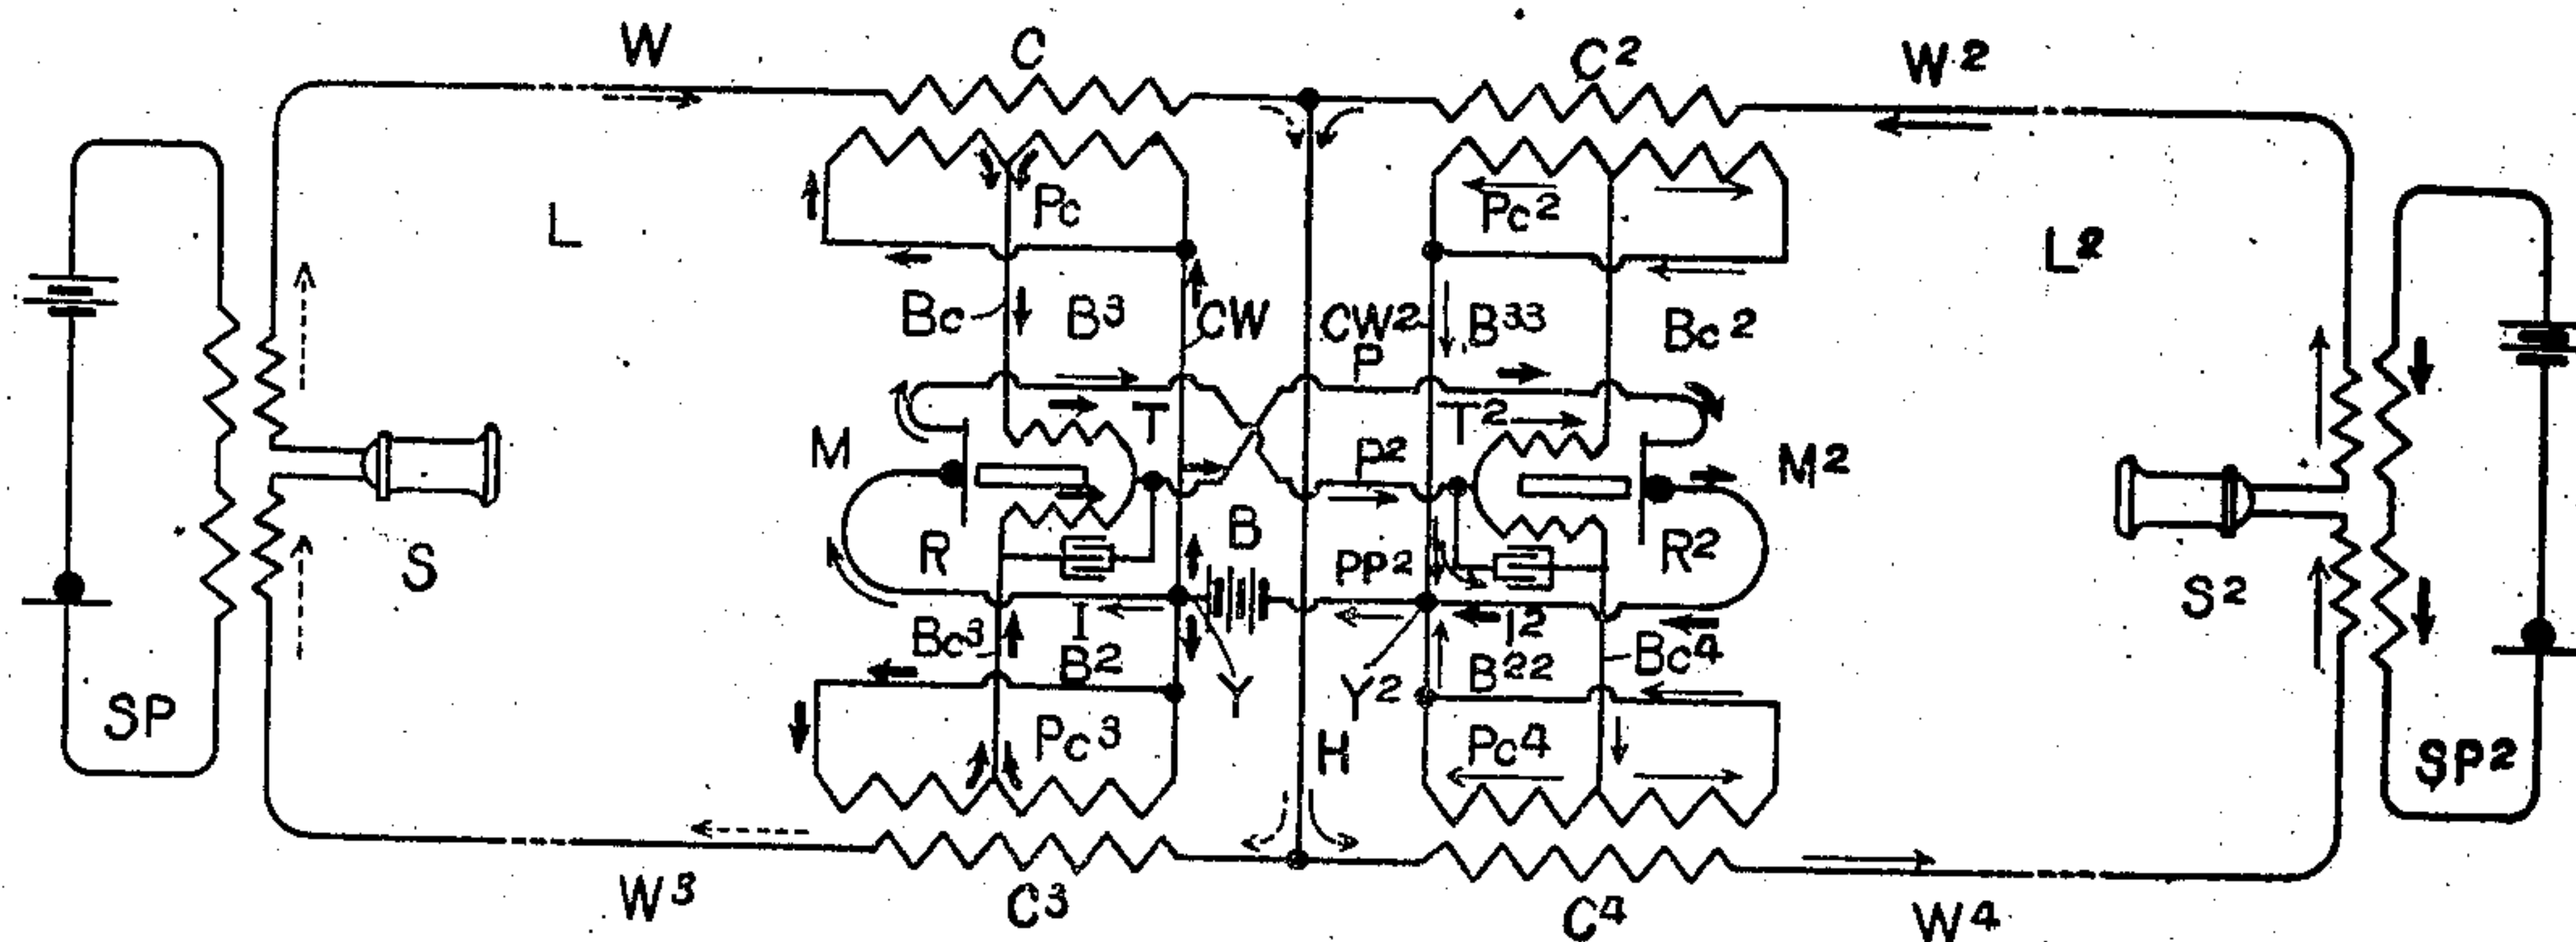 W C C² W²
Pc Pc²
L L²
Bc B³ CW CW² B³³ Bc²
P
M T T² M²
P²
R B PP² R²
S S²
I I²
Bc³ B² Y Y² B²² Bc⁴
SP Pc³ H Pc⁴ SP²
W³ C³ C⁴ W⁴